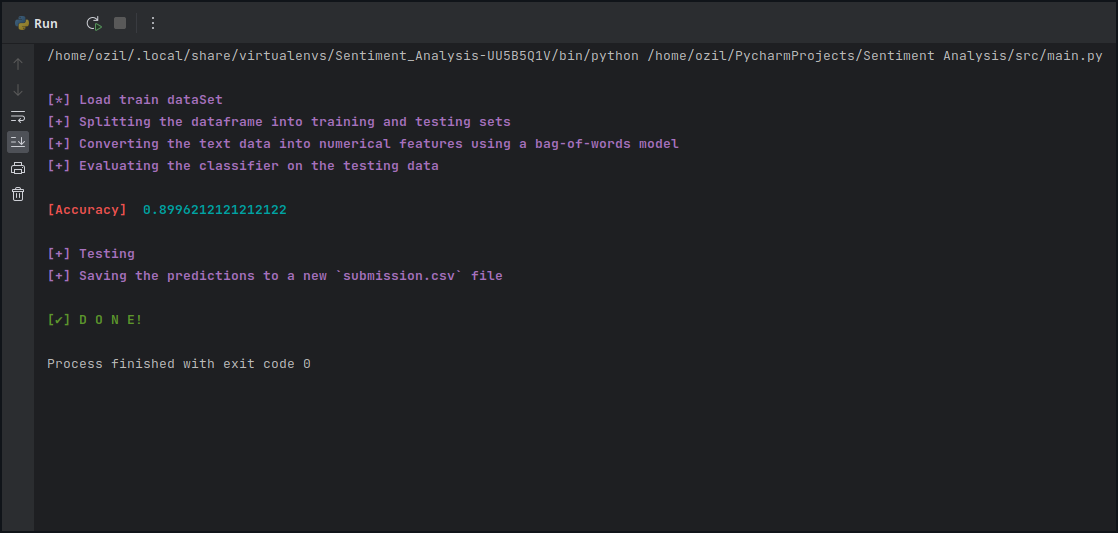 Run
/home/ozil/.local/share/virtualenvs/Sentiment_Analysis-UU5B5Q1V/bin/python /home/ozil/PycharmProjects/Sentiment Analysis/src/main.py
[*] Load train dataSet
[+] Splitting the dataframe into training and testing sets
[+] Converting the text data into numerical features using a bag-of-words model
[+] Evaluating the classifier on the testing data
[Accuracy]  0.8996212121212122
[+] Testing
[+] Saving the predictions to a new `submission.csv` file
[✔] D O N E!
Process finished with exit code 0